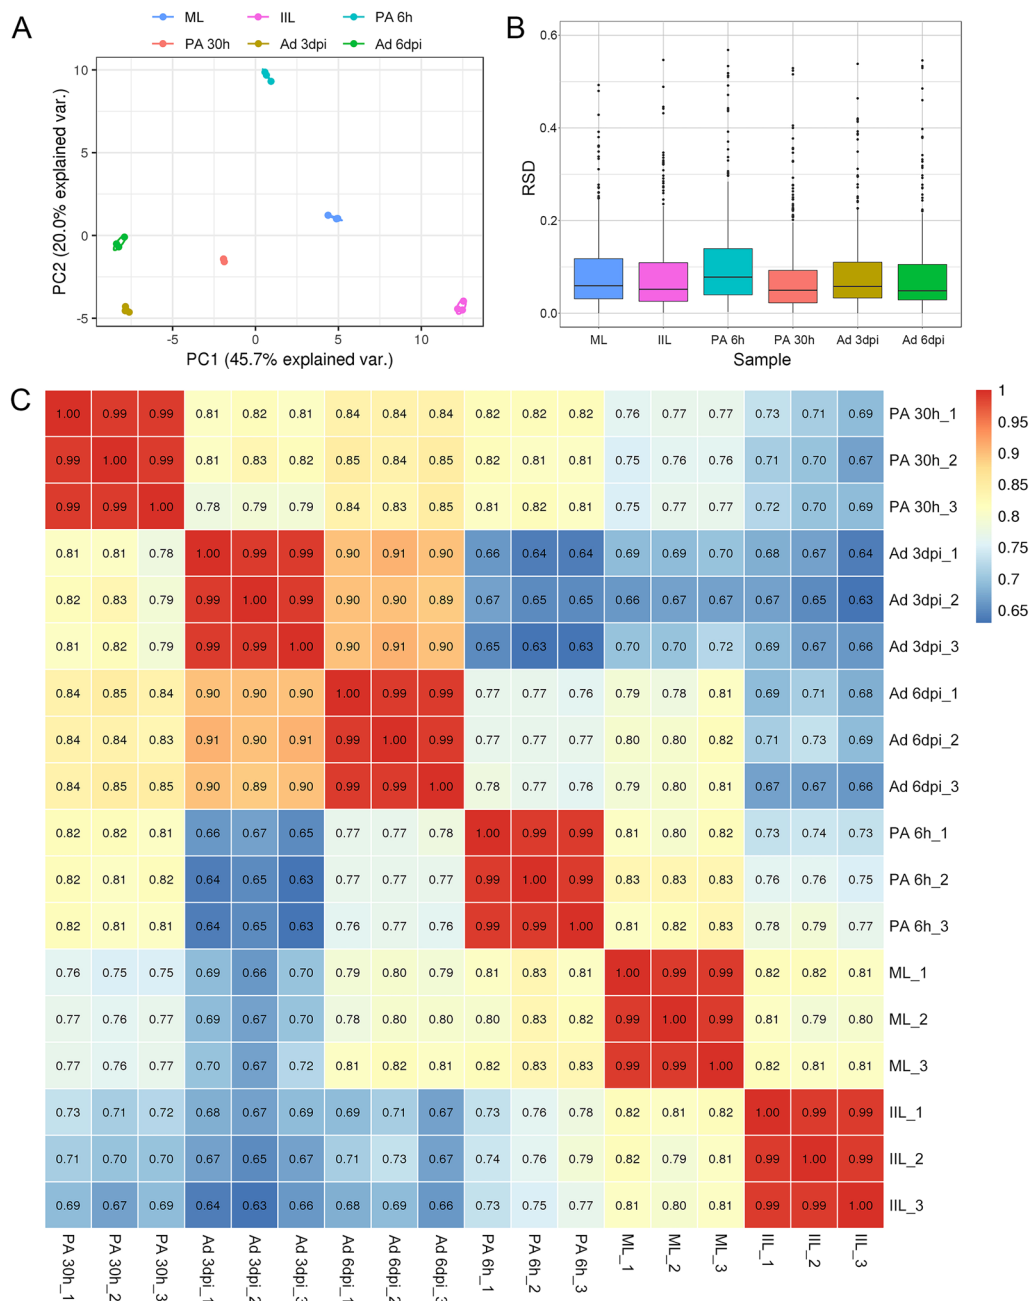 A
ML IIL PA 6h
PA 30h Ad 3dpi Ad 6dpi
PC2 (20.0% explained var.)
10
5
0
-5
-5 0 5 10
PC1 (45.7% explained var.)
B
RSD
0.6
0.4
0.2
0.0
ML IIL PA 6h PA 30h Ad 3dpi Ad 6dpi
Sample
C
1.00 0.99 0.99 0.81 0.82 0.81 0.84 0.84 0.84 0.82 0.82 0.82 0.76 0.77 0.77 0.73 0.71 0.69 PA 30h_1
0.99 1.00 0.99 0.81 0.83 0.82 0.85 0.84 0.85 0.82 0.81 0.81 0.75 0.76 0.76 0.71 0.70 0.67 PA 30h_2
0.99 0.99 1.00 0.78 0.79 0.79 0.84 0.83 0.85 0.81 0.82 0.81 0.75 0.77 0.77 0.72 0.70 0.69 PA 30h_3
0.81 0.81 0.78 1.00 0.99 0.99 0.90 0.91 0.90 0.66 0.64 0.64 0.69 0.69 0.70 0.68 0.67 0.64 Ad 3dpi_1
0.82 0.83 0.79 0.99 1.00 0.99 0.90 0.90 0.89 0.67 0.65 0.65 0.66 0.67 0.67 0.67 0.65 0.63 Ad 3dpi_2
0.81 0.82 0.79 0.99 0.99 1.00 0.90 0.91 0.90 0.65 0.63 0.63 0.70 0.70 0.72 0.69 0.67 0.66 Ad 3dpi_3
0.84 0.85 0.84 0.90 0.90 0.90 1.00 0.99 0.99 0.77 0.77 0.76 0.79 0.78 0.81 0.69 0.71 0.68 Ad 6dpi_1
0.84 0.84 0.83 0.91 0.90 0.91 0.99 1.00 0.99 0.77 0.77 0.77 0.80 0.80 0.82 0.71 0.73 0.69 Ad 6dpi_2
0.84 0.85 0.85 0.90 0.89 0.90 0.99 0.99 1.00 0.78 0.77 0.76 0.79 0.80 0.81 0.67 0.67 0.66 Ad 6dpi_3
0.82 0.82 0.81 0.66 0.67 0.65 0.77 0.77 0.78 1.00 0.99 0.99 0.81 0.80 0.82 0.73 0.74 0.73 PA 6h_1
0.82 0.81 0.82 0.64 0.65 0.63 0.77 0.77 0.77 0.99 1.00 0.99 0.83 0.83 0.83 0.76 0.76 0.75 PA 6h_2
0.82 0.81 0.81 0.64 0.65 0.63 0.76 0.77 0.76 0.99 0.99 1.00 0.81 0.82 0.83 0.78 0.79 0.77 PA 6h_3
0.76 0.75 0.75 0.69 0.66 0.70 0.79 0.80 0.79 0.81 0.83 0.81 1.00 0.99 0.99 0.82 0.82 0.81 ML_1
0.77 0.76 0.77 0.69 0.67 0.70 0.78 0.80 0.80 0.80 0.83 0.82 0.99 1.00 0.99 0.81 0.79 0.80 ML_2
0.77 0.76 0.77 0.70 0.67 0.72 0.81 0.82 0.81 0.82 0.83 0.83 0.99 0.99 1.00 0.82 0.81 0.81 ML_3
0.73 0.71 0.72 0.68 0.67 0.69 0.69 0.71 0.67 0.73 0.76 0.78 0.82 0.81 0.82 1.00 0.99 0.99 IIL_1
0.71 0.70 0.70 0.67 0.65 0.67 0.71 0.73 0.67 0.74 0.76 0.79 0.82 0.79 0.81 0.99 1.00 0.99 IIL_2
0.69 0.67 0.69 0.64 0.63 0.66 0.68 0.69 0.66 0.73 0.75 0.77 0.81 0.80 0.81 0.99 0.99 1.00 IIL_3
PA 30h_1 PA 30h_2 PA 30h_3 Ad 3dpi_1 Ad 3dpi_2 Ad 3dpi_3 Ad 6dpi_1 Ad 6dpi_2 Ad 6dpi_3 PA 6h_1 PA 6h_2 PA 6h_3 ML_1 ML_2 ML_3 IIL_1 IIL_2 IIL_3
1
0.95
0.9
0.85
0.8
0.75
0.7
0.65